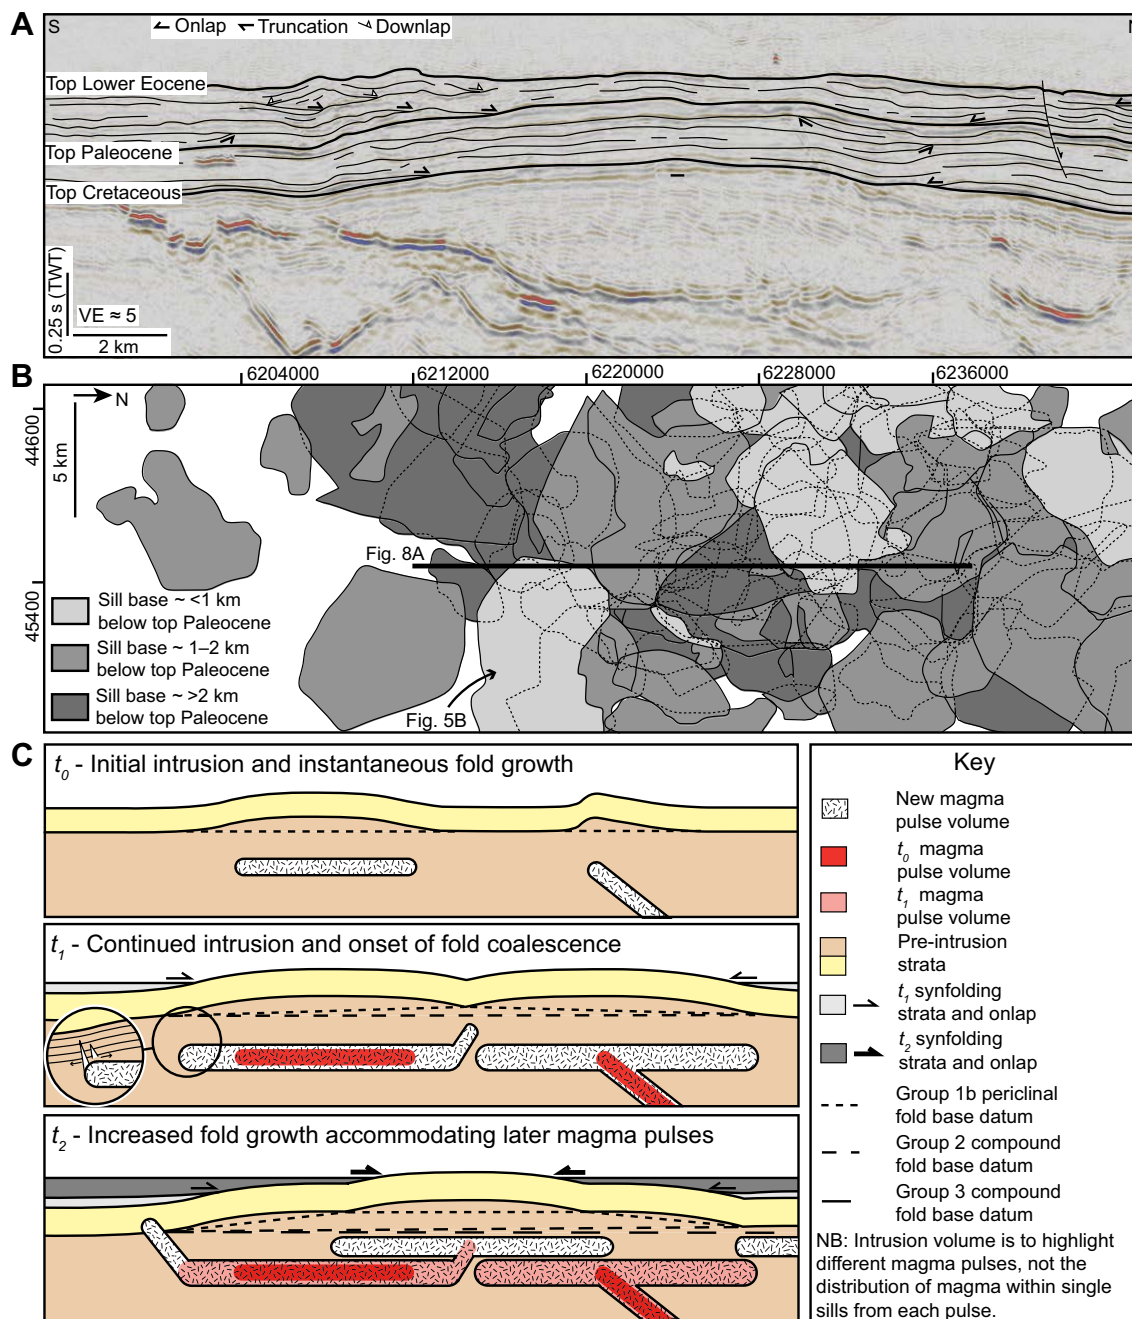 A
S
Onlap
Truncation
Downlap
Top Lower Eocene
Top Paleocene
Top Cretaceous
0.25 s (TWT)
VE ≈ 5
2 km
B
6204000
6212000
6220000
6228000
6236000
N
44600
5 km
Fig. 8A
45400
Sill base ~ <1 km
below top Paleocene
Sill base ~ 1–2 km
below top Paleocene
Sill base ~ >2 km
below top Paleocene
Fig. 5B
C
t0 - Initial intrusion and instantaneous fold growth
t1 - Continued intrusion and onset of fold coalescence
t2 - Increased fold growth accommodating later magma pulses
Key
New magma
pulse volume
t0 magma
pulse volume
t1 magma
pulse volume
Pre-intrusion
strata
t1 synfolding
strata and onlap
t2 synfolding
strata and onlap
Group 1b periclinal
fold base datum
Group 2 compound
fold base datum
Group 3 compound
fold base datum
NB: Intrusion volume is to highlight
different magma pulses, not the
distribution of magma within single
sills from each pulse.